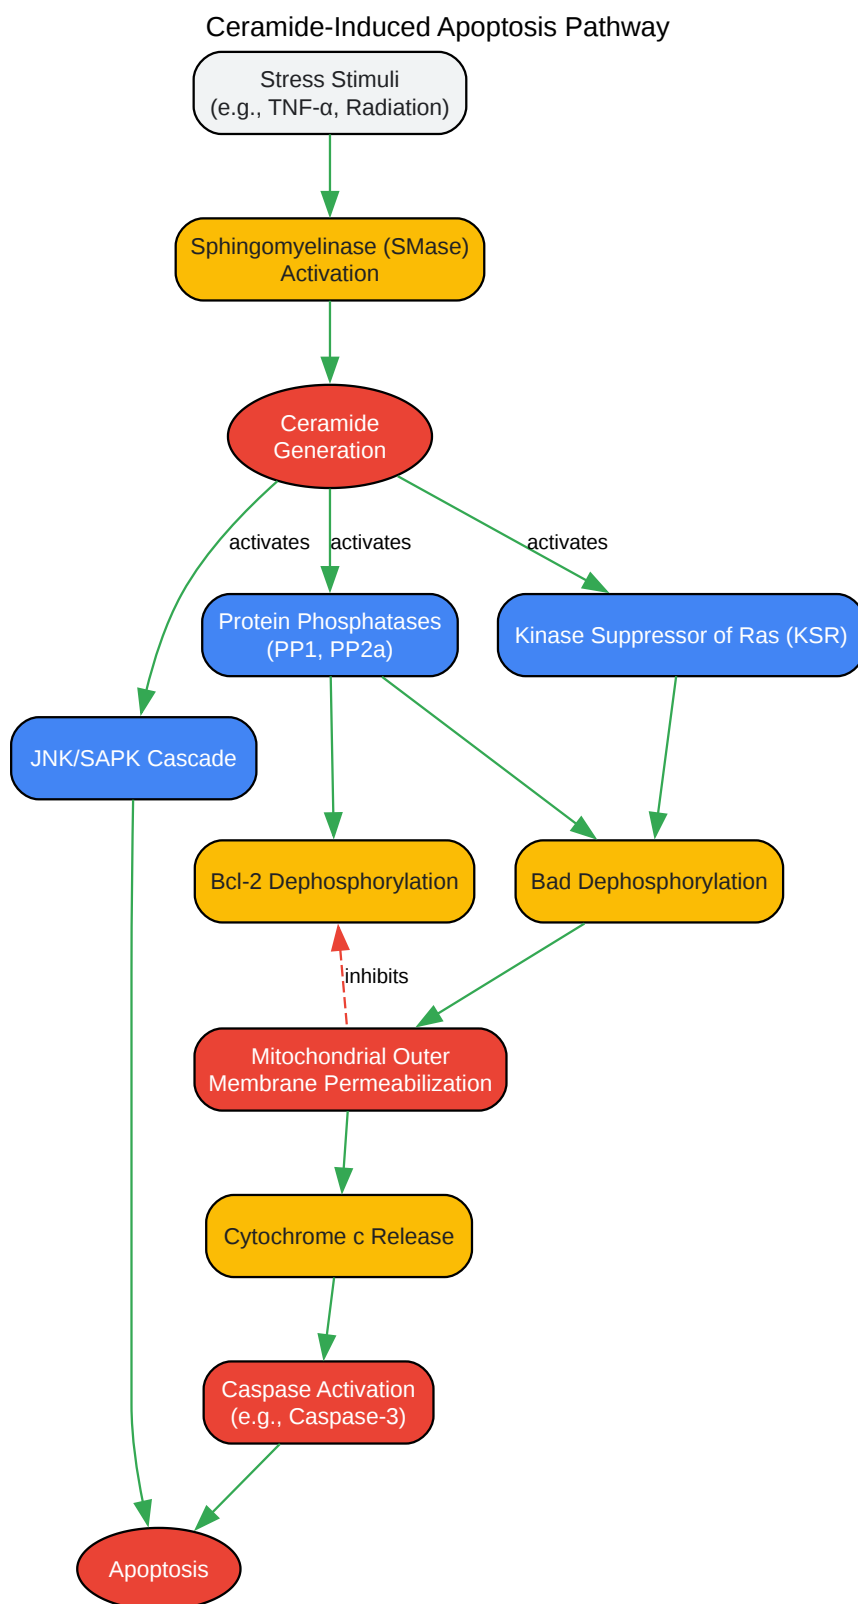 Ceramide-Induced Apoptosis Pathway
Stress Stimuli
(e.g., TNF-α, Radiation)
Sphingomyelinase (SMase)
Activation
Ceramide
Generation
activates
activates
activates
Protein Phosphatases
(PP1, PP2a)
Kinase Suppressor of Ras (KSR)
JNK/SAPK Cascade
Bcl-2 Dephosphorylation
Bad Dephosphorylation
inhibits
Mitochondrial Outer
Membrane Permeabilization
Cytochrome c Release
Caspase Activation
(e.g., Caspase-3)
Apoptosis